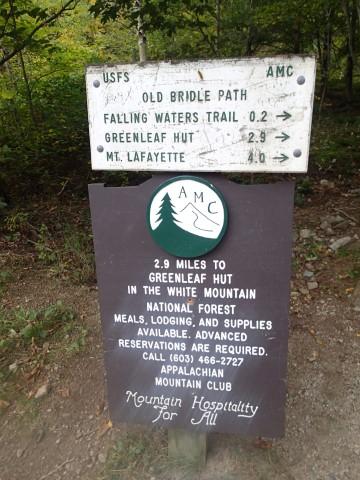 USFS AMC
OLD BRIDLE PATH
FALLING WATERS TRAIL 0.2 →
GREENLEAF HUT 2.9 →
MT. LAFAYETTE 4.0 →
AMC
2.9 MILES TO
GREENLEAF HUT
IN THE WHITE MOUNTAIN
NATIONAL FOREST
MEALS, LODGING, AND SUPPLIES
AVAILABLE. ADVANCED
RESERVATIONS ARE REQUIRED.
CALL (603) 466-2727
APPALACHIAN
MOUNTAIN CLUB
Mountain Hospitality
For All